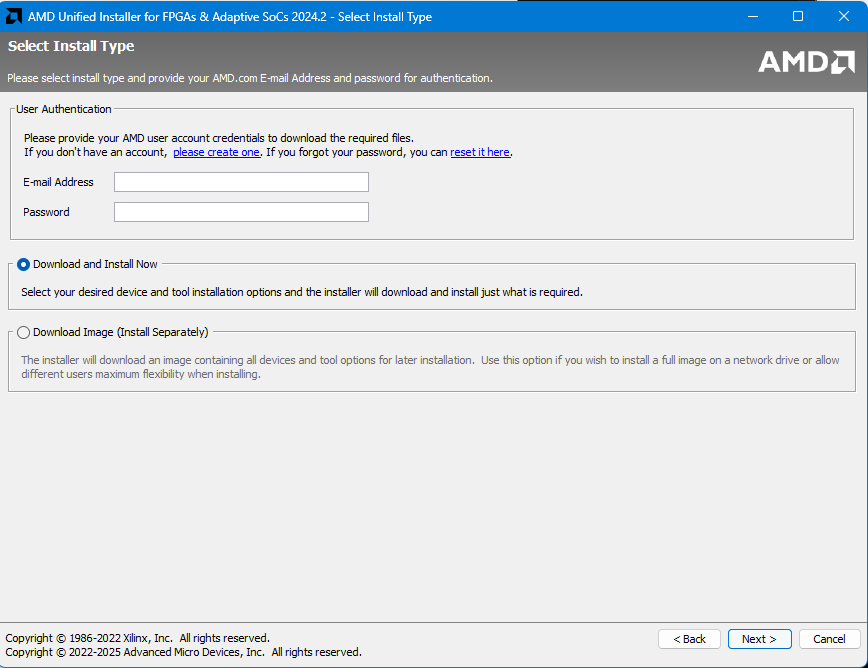 AMD Unified Installer for FPGAs & Adaptive SoCs 2024.2 - Select Install Type
Select Install Type
AMD
Please select install type and provide your AMD.com E-mail Address and password for authentication.
User Authentication
Please provide your AMD user account credentials to download the required files.
If you don't have an account, please create one. If you forgot your password, you can reset it here.
E-mail Address
Password
Download and Install Now
Select your desired device and tool installation options and the installer will download and install just what is required.
Download Image (Install Separately)
The installer will download an image containing all devices and tool options for later installation. Use this option if you wish to install a full image on a network drive or allow
different users maximum flexibility when installing.
Copyright © 1986-2022 Xilinx, Inc. All rights reserved.
Copyright © 2022-2025 Advanced Micro Devices, Inc. All rights reserved.
< Back
Next >
Cancel